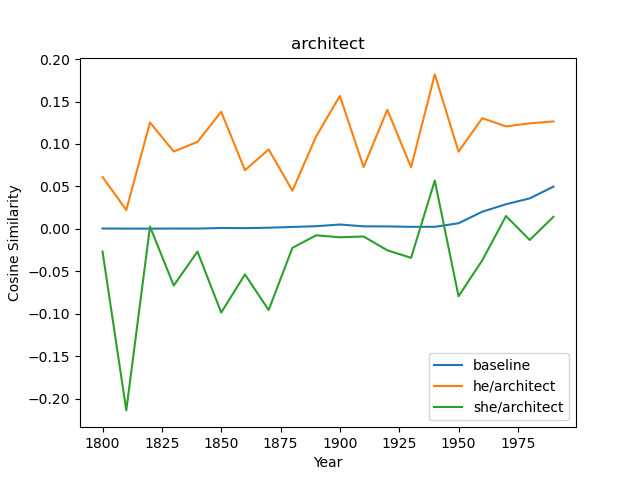 architect
Cosine Similarity
0.20
0.15
0.10
0.05
0.00
−0.05
−0.10
−0.15
−0.20
baseline
he/architect
she/architect
1800 1825 1850 1875 1900 1925 1950 1975
Year